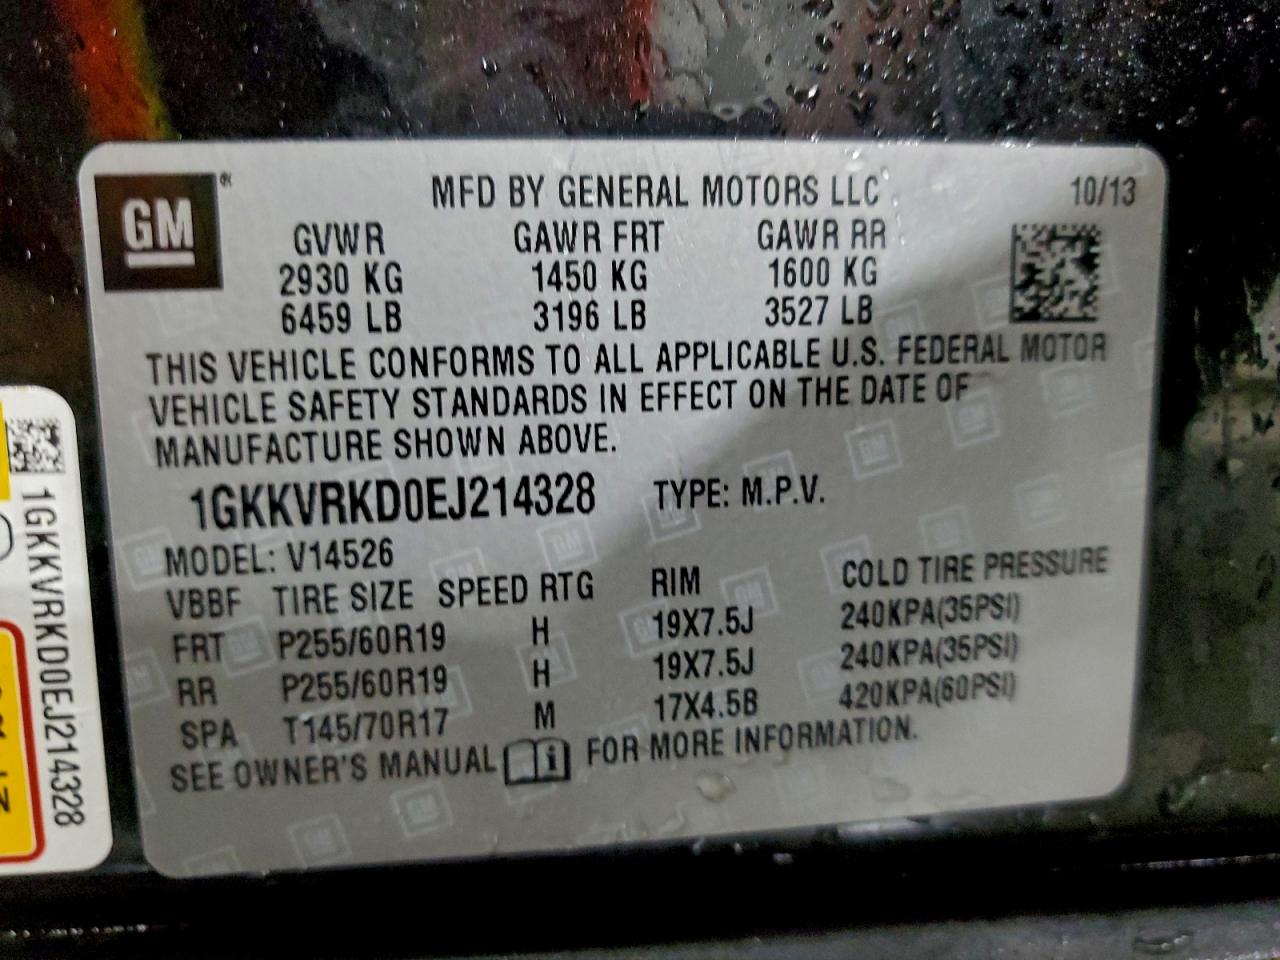 GM
MFD BY GENERAL MOTORS LLC 10/13
GVWR GAWR FRT GAWR RR
2930 KG 1450 KG 1600 KG
6459 LB 3196 LB 3527 LB
THIS VEHICLE CONFORMS TO ALL APPLICABLE U.S. FEDERAL MOTOR
VEHICLE SAFETY STANDARDS IN EFFECT ON THE DATE OF
MANUFACTURE SHOWN ABOVE.
1GKKVRKD0EJ214328 TYPE: M.P.V.
MODEL: V14526
VBBF TIRE SIZE SPEED RTG RIM COLD TIRE PRESSURE
FRT P255/60R19 H 19X7.5J 240KPA(35PSI)
RR P255/60R19 H 19X7.5J 240KPA(35PSI)
SPA T145/70R17 M 17X4.5B 420KPA(60PSI)
SEE OWNER'S MANUAL FOR MORE INFORMATION.
1GKKVRKD0EJ214328